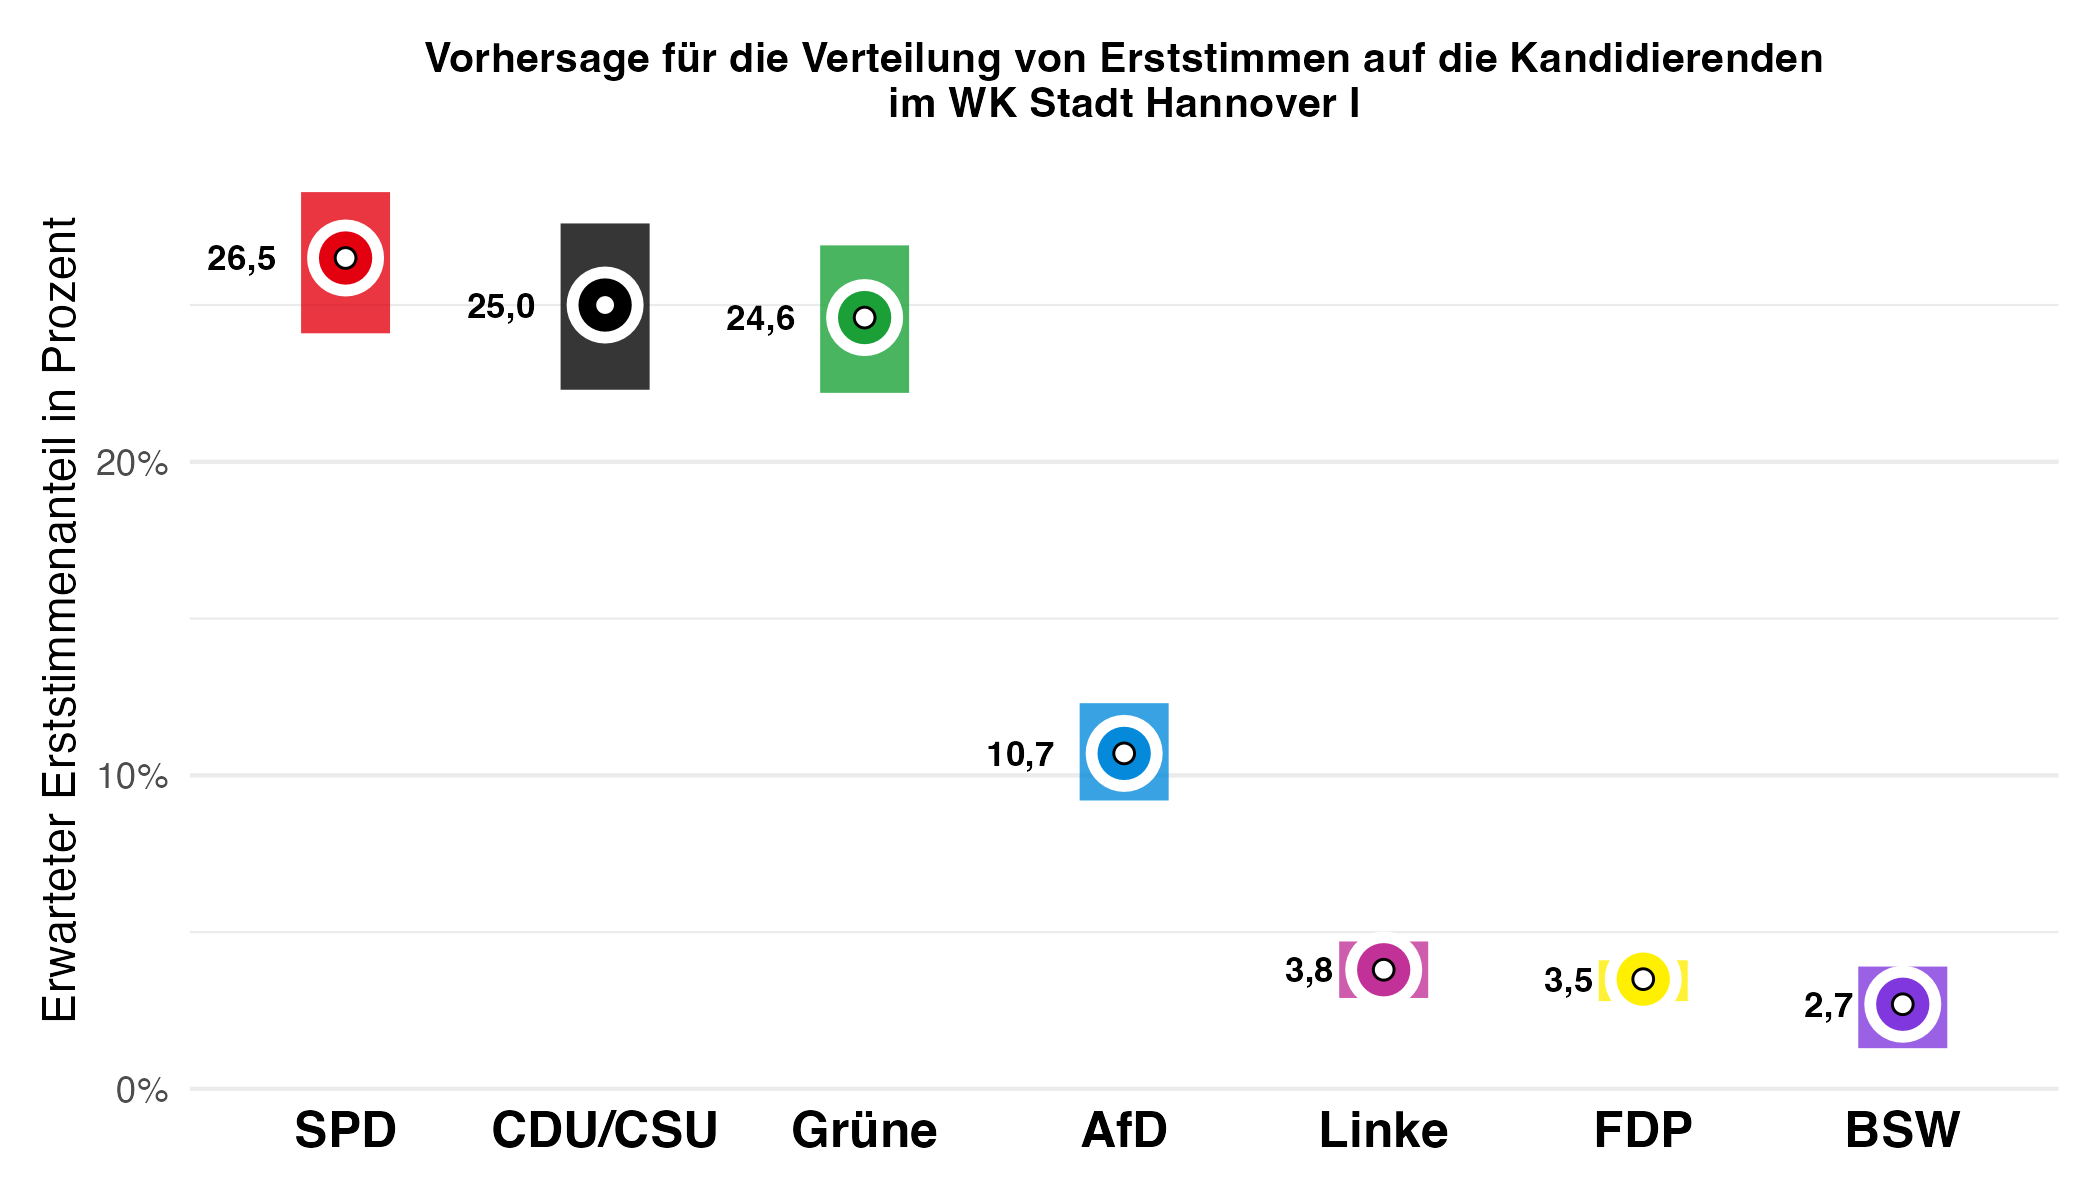 Vorhersage für die Verteilung von Erststimmen auf die Kandidierenden
im WK Stadt Hannover I
Erwarteter Erststimmenanteil in Prozent
26,5
25,0
24,6
20%
10,7
10%
3,8
3,5
2,7
0%
SPD CDU/CSU Grüne AfD Linke FDP BSW